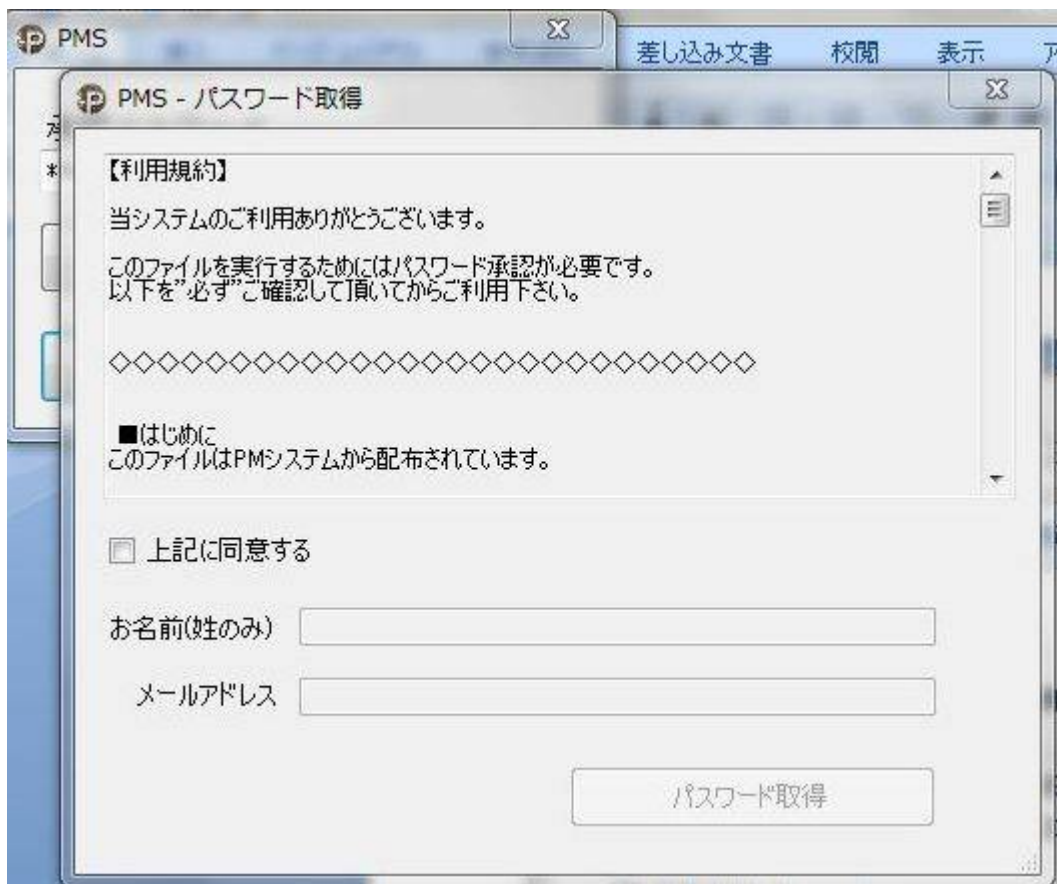 PMS
差し込み文書 校閲 表示 ア
PMS - パスワード取得
*
【利用規約】
当システムのご利用ありがとうございます。
このファイルを実行するためにはパスワード承認が必要です。
以下を”必ず”ご確認して頂いてからご利用下さい。
◇◇◇◇◇◇◇◇◇◇◇◇◇◇◇◇◇◇◇◇◇◇◇◇◇◇◇
■はじめに
このファイルはPMシステムから配布されています。
上記に同意する
お名前(姓のみ)
メールアドレス
パスワード取得